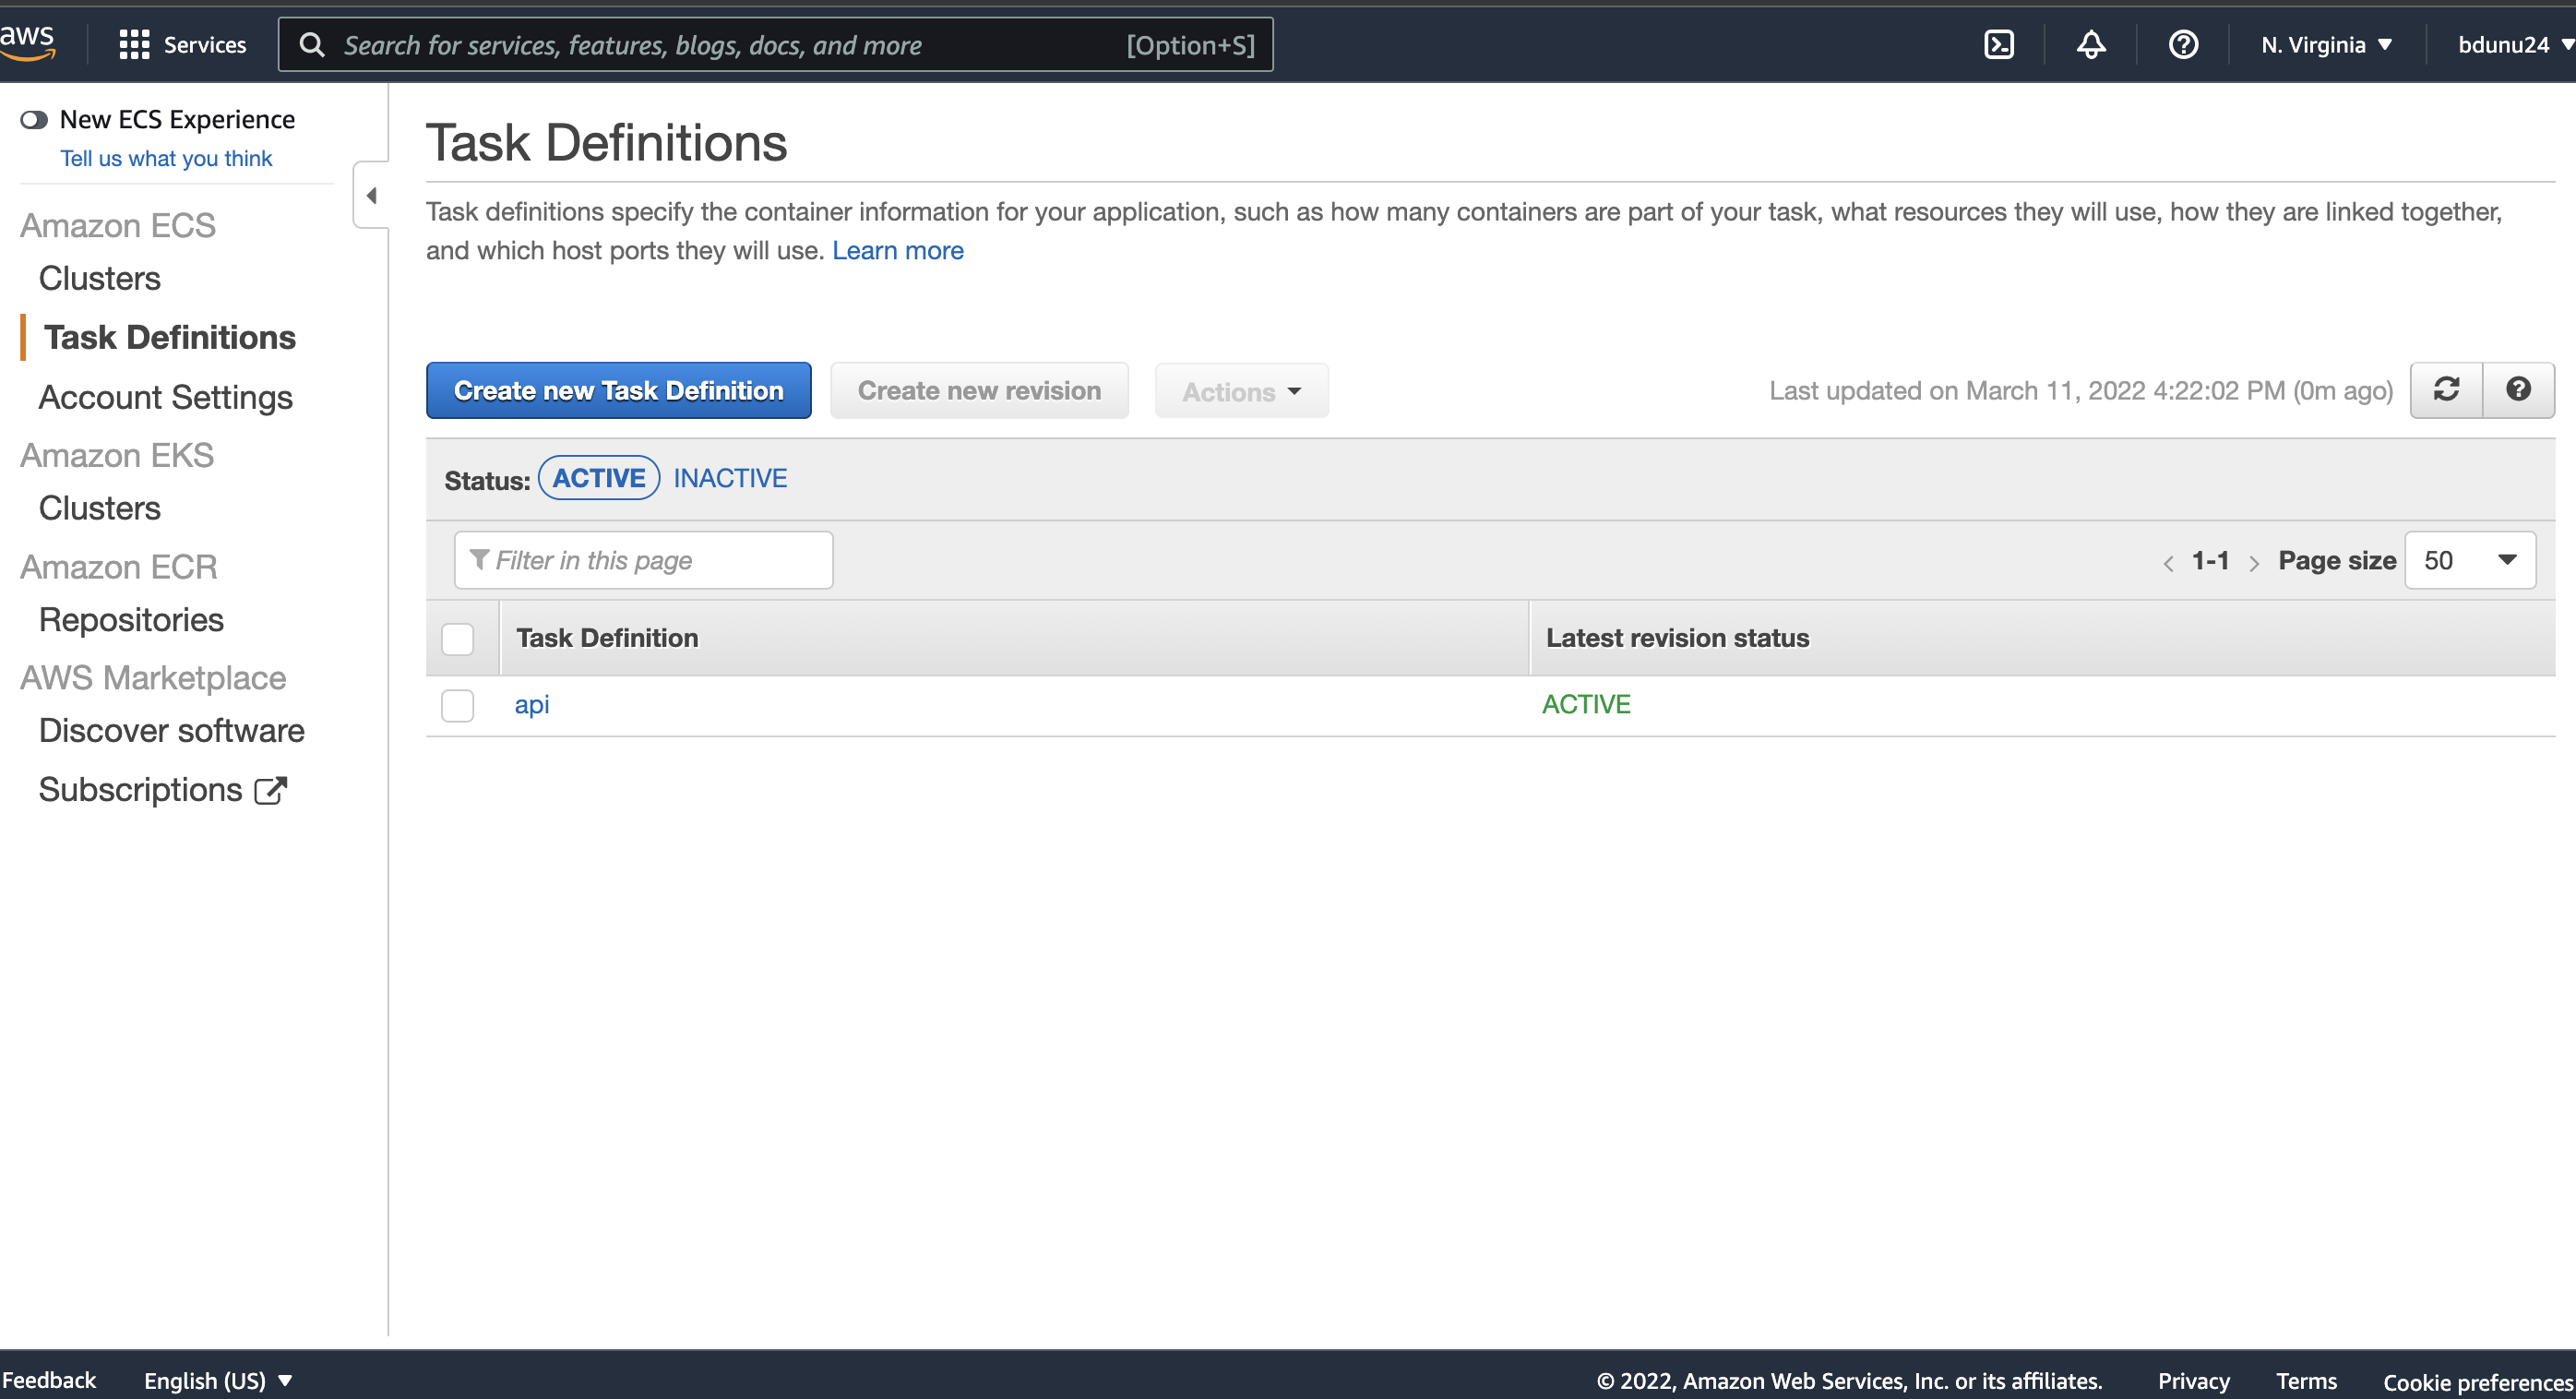 aws
Services
Search for services, features, blogs, docs, and more [Option+S]
N. Virginia
bdunu24
New ECS Experience
Tell us what you think
Amazon ECS
Clusters
Task Definitions
Account Settings
Amazon EKS
Clusters
Amazon ECR
Repositories
AWS Marketplace
Discover software
Subscriptions
Task Definitions
Task definitions specify the container information for your application, such as how many containers are part of your task, what resources they will use, how they are linked together,
and which host ports they will use. Learn more
Create new Task Definition
Create new revision
Actions
Last updated on March 11, 2022 4:22:02 PM (0m ago)
Status: ACTIVE INACTIVE
Filter in this page
1-1
Page size 50
Task Definition
Latest revision status
api
ACTIVE
Feedback
English (US)
© 2022, Amazon Web Services, Inc. or its affiliates.
Privacy
Terms
Cookie preferences